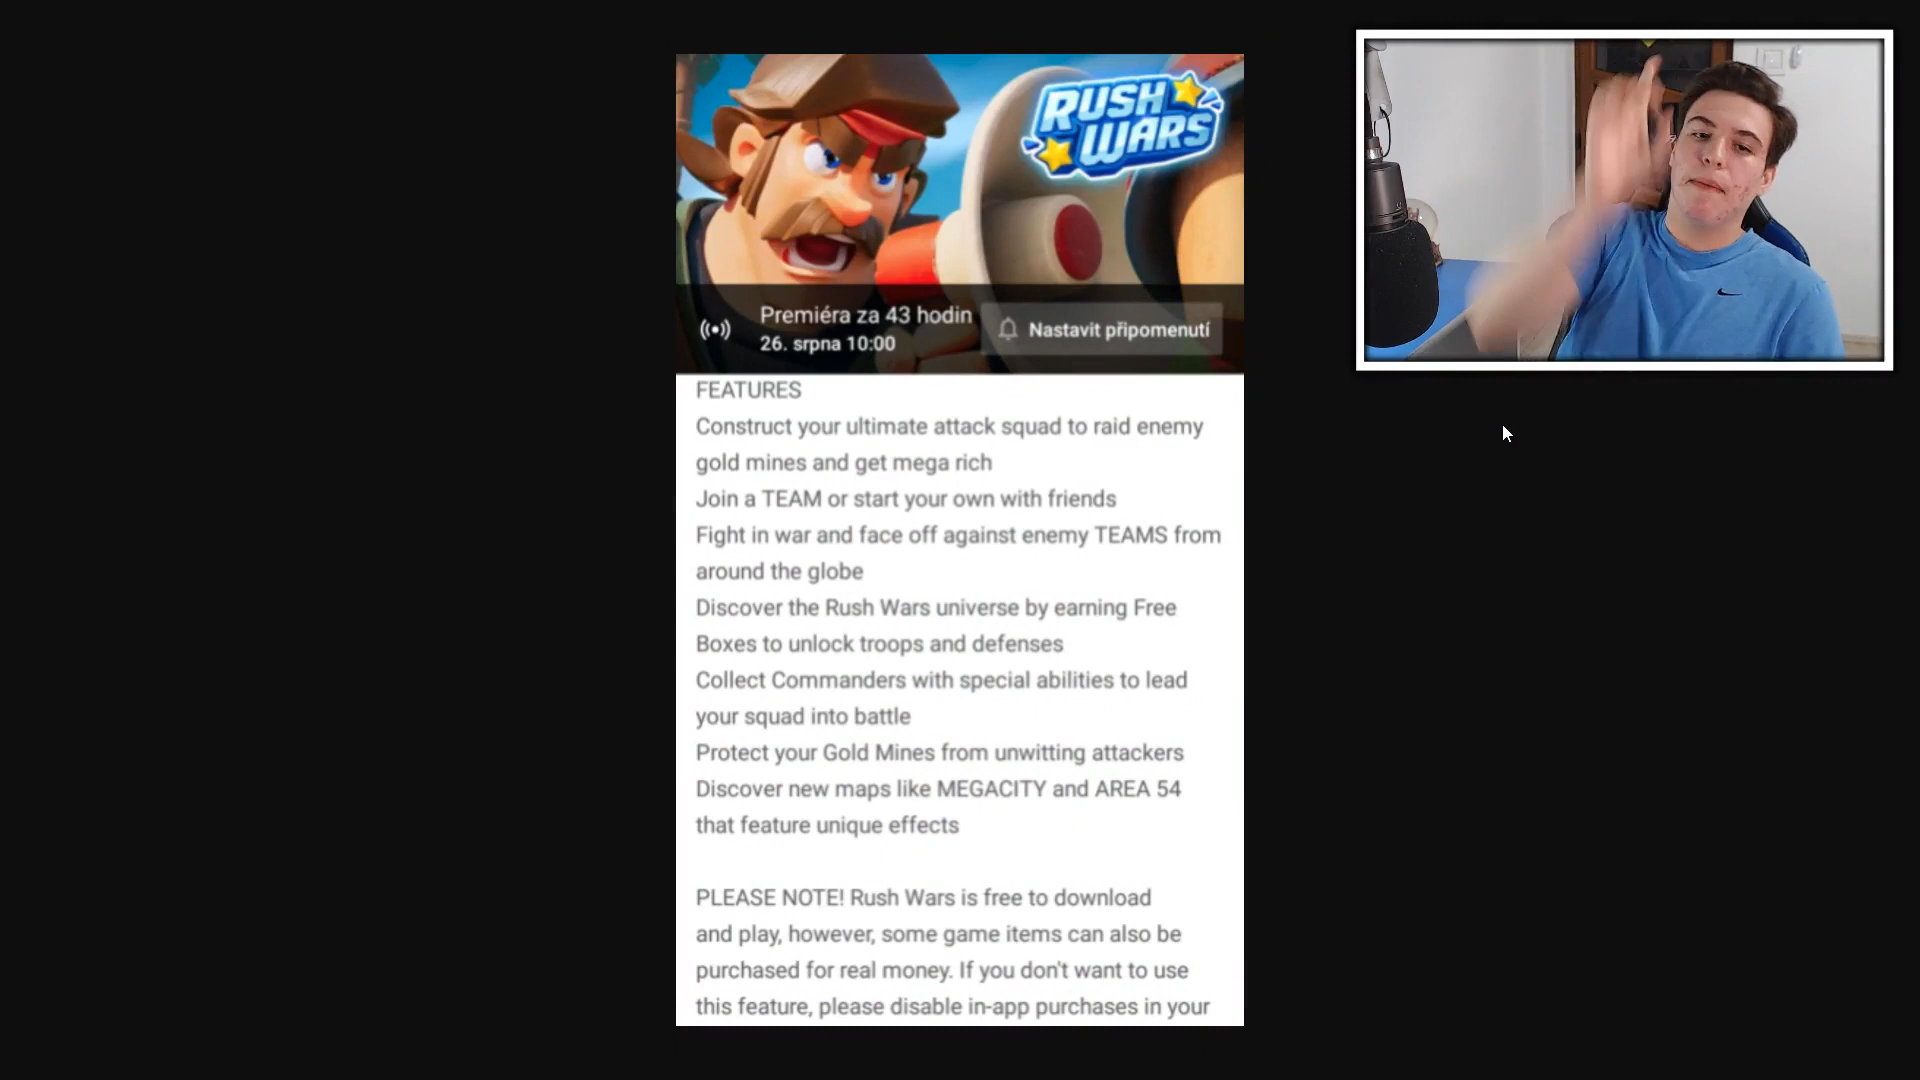 RUSH
WARS
Premiéra za 43 hodin
26. srpna 10:00
Nastavit připomenutí
FEATURES
Construct your ultimate attack squad to raid enemy
gold mines and get mega rich
Join a TEAM or start your own with friends
Fight in war and face off against enemy TEAMS from
around the globe
Discover the Rush Wars universe by earning Free
Boxes to unlock troops and defenses
Collect Commanders with special abilities to lead
your squad into battle
Protect your Gold Mines from unwitting attackers
Discover new maps like MEGACITY and AREA 54
that feature unique effects
PLEASE NOTE! Rush Wars is free to download
and play, however, some game items can also be
purchased for real money. If you don't want to use
this feature, please disable in-app purchases in your